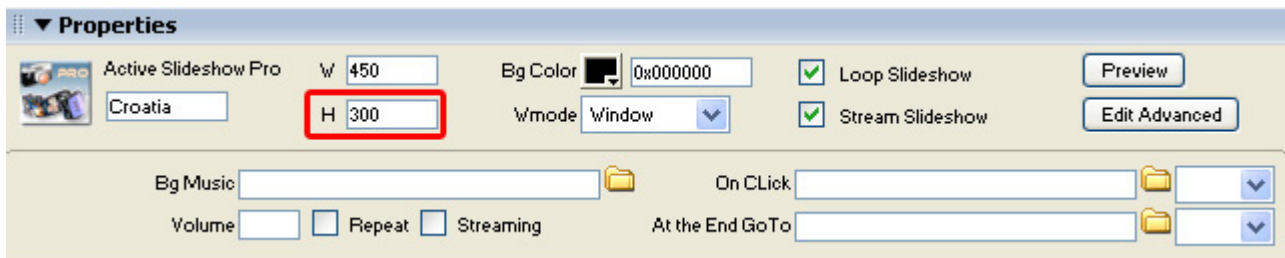 Properties
PRO Active Slideshow Pro W 450 Bg Color 0x000000 Loop Slideshow Preview
Croatia H 300 Wmode Window Stream Slideshow Edit Advanced
Bg Music On CLick
Volume Repeat Streaming At the End GoTo